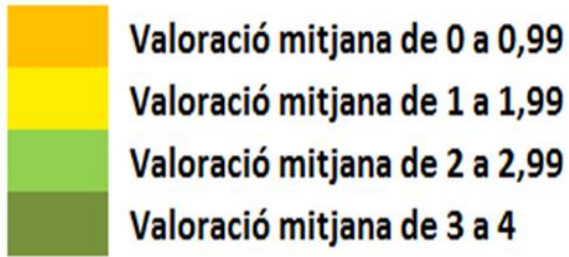 Valoració mitjana de 0 a 0,99
Valoració mitjana de 1 a 1,99
Valoració mitjana de 2 a 2,99
Valoració mitjana de 3 a 4